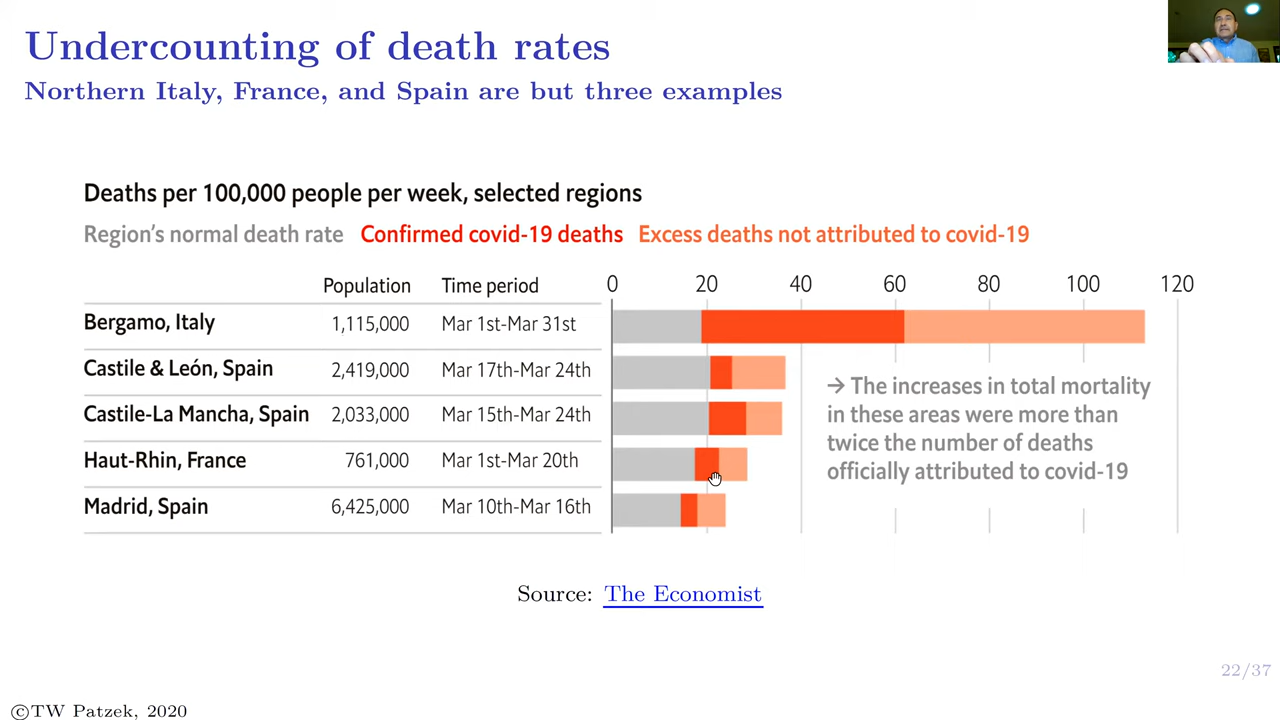 Undercounting of death rates
Northern Italy, France, and Spain are but three examples
Deaths per 100,000 people per week, selected regions
Region's normal death rate Confirmed covid-19 deaths Excess deaths not attributed to covid-19
Population Time period 0 20 40 60 80 100 120
Bergamo, Italy 1,115,000 Mar 1st-Mar 31st
Castile & León, Spain 2,419,000 Mar 17th-Mar 24th
Castile-La Mancha, Spain 2,033,000 Mar 15th-Mar 24th
Haut-Rhin, France 761,000 Mar 1st-Mar 20th
Madrid, Spain 6,425,000 Mar 10th-Mar 16th
→ The increases in total mortality
in these areas were more than
twice the number of deaths
officially attributed to covid-19
Source: The Economist
22/37
©TW Patzek, 2020